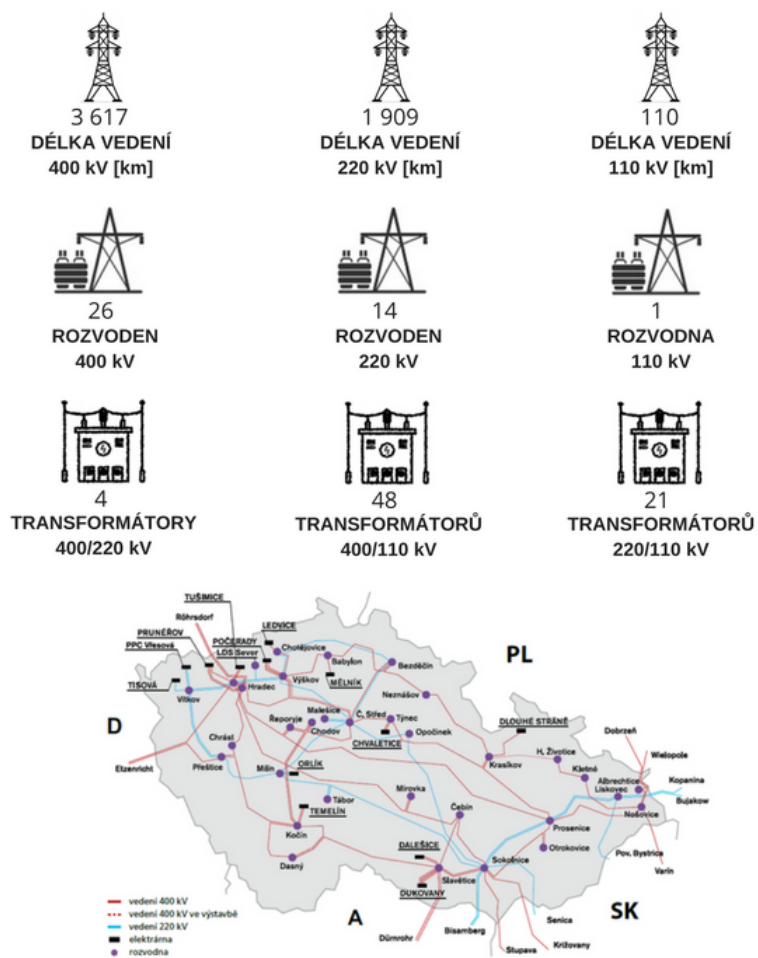 3 617
DÉLKA VEDENÍ
400 kV [km]
1 909
DÉLKA VEDENÍ
220 kV [km]
110
DÉLKA VEDENÍ
110 kV [km]
26
ROZVODEN
400 kV
14
ROZVODEN
220 kV
1
ROZVODNA
110 kV
4
TRANSFORMÁTORY
400/220 kV
48
TRANSFORMÁTORŮ
400/110 kV
21
TRANSFORMÁTORŮ
220/110 kV
TUŠIMICE
Röhrsdorf
LEDVICE
PRUNÉŘOV
POČERADY
Chotějovice
PPC Vřesová
LDS Sever
Babylon
Bezděčín
PL
TISOVÁ
Výškov
MĚLNÍK
Hradec
Vítkov
Neznášov
Malešice
Č. Střed
Týnec
DLOUHÉ STRÁNĚ
Dobrzeń
D
Řeporyje
Chodov
Opočínek
Chrást
CHVALETICE
H. Životice
Wielopole
Krasíkov
Kletné
Albrechtice
Kopanina
Etzenricht
Přeštice
Milín
ORLÍK
Lískovec
Bujakow
Mírovka
Tábor
Čebín
Nošovice
TEMELÍN
Prosenice
Kočín
Otrokovice
Pov. Bystrica
DALEŠICE
Sokolnice
Varín
Dasný
Slavětice
DUKOVANY
vedení 400 kV
vedení 400 kV ve výstavbě
vedení 220 kV
elektrárna
rozvodna
A
SK
Dürnrohr
Bisamberg
Senica
Stupava
Križovany